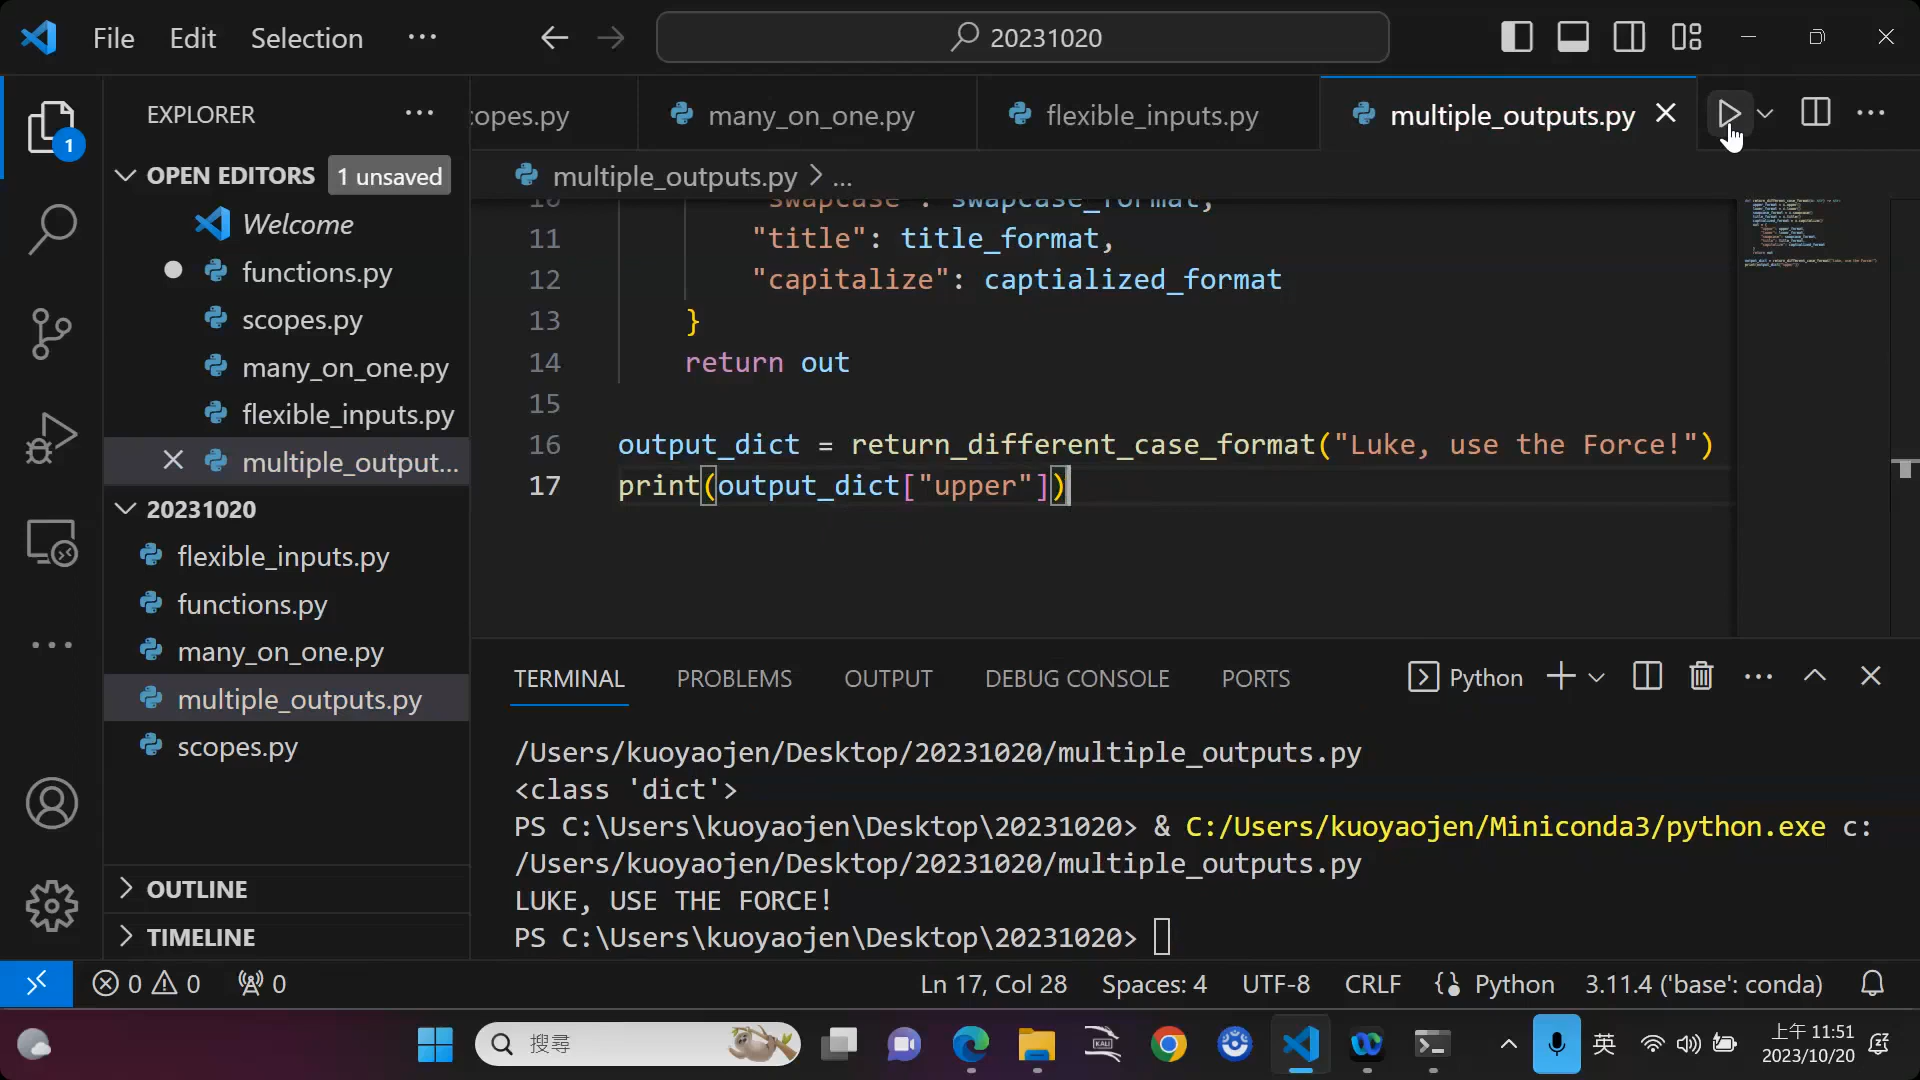 File Edit Selection ···
20231020
EXPLORER
OPEN EDITORS 1 unsaved
Welcome
functions.py
scopes.py
many_on_one.py
flexible_inputs.py
multiple_output...
20231020
flexible_inputs.py
functions.py
many_on_one.py
multiple_outputs.py
scopes.py
OUTLINE
TIMELINE
1
copes.py many_on_one.py flexible_inputs.py multiple_outputs.py
multiple_outputs.py > ...
10 "swapcase": swapcase_format,
11 "title": title_format,
12 "capitalize": captialized_format
13 }
14 return out
15
16 output_dict = return_different_case_format("Luke, use the Force!")
17 print(output_dict["upper"])
TERMINAL PROBLEMS OUTPUT DEBUG CONSOLE PORTS Python
/Users/kuoyaojen/Desktop/20231020/multiple_outputs.py
<class 'dict'>
PS C:\Users\kuoyaojen\Desktop\20231020> & C:/Users/kuoyaojen/Miniconda3/python.exe c:
/Users/kuoyaojen/Desktop/20231020/multiple_outputs.py
LUKE, USE THE FORCE!
PS C:\Users\kuoyaojen\Desktop\20231020>
0 0 0 Ln 17, Col 28 Spaces: 4 UTF-8 CRLF Python 3.11.4 ('base': conda)
搜尋
KALI
英
上午 11:51
2023/10/20